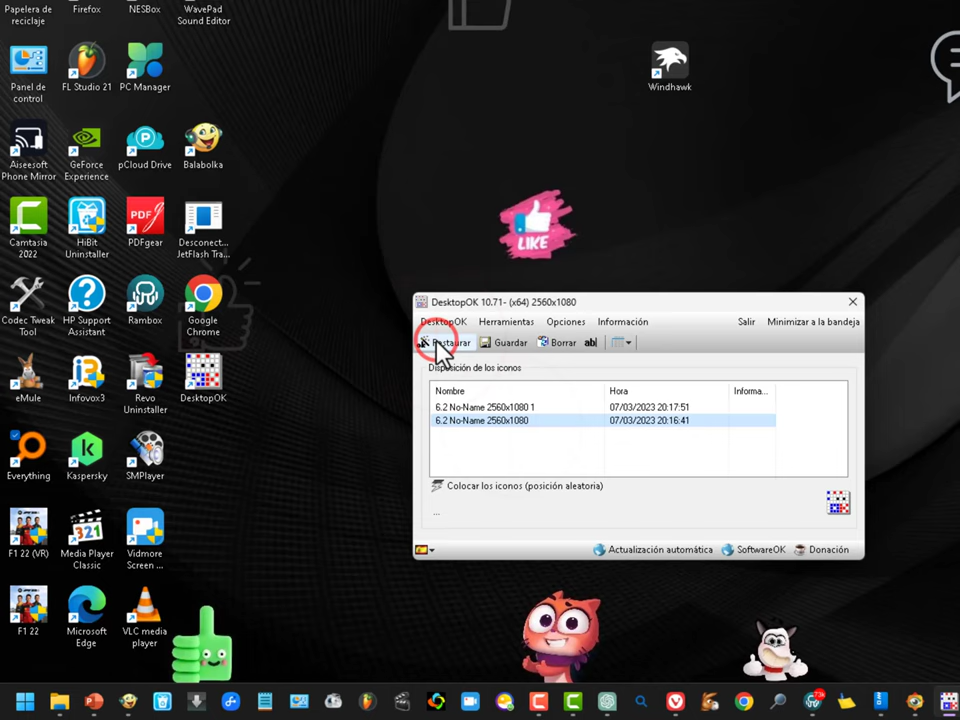 Papelera de
reciclaje
Firefox
NESBox
WavePad
Sound Editor
Panel de
control
FL Studio 21
PC Manager
Windhawk
Aiseesoft
Phone Mirror
GeForce
Experience
pCloud Drive
Balabolka
Camtasia
2022
HiBit
Uninstaller
PDF
PDFgear
Desconect...
JetFlash Tra...
LIKE
Codec Tweak
Tool
HP Support
Assistant
Rambox
Google
Chrome
eMule
Infovox3
Revo
Uninstaller
DesktopOK
Everything
Kaspersky
SMPlayer
F1 22 (VR)
321
Media Player
Classic
Vidmore
Screen ...
F1 22
Microsoft
Edge
VLC media
player
DesktopOK 10.71- (x64) 2560x1080
DesktopOK Herramientas Opciones Información Salir Minimizar a la bandeja
Restaurar Guardar Borrar ab|
Disposición de los iconos
Nombre Hora Informa...
6.2 No-Name 2560x1080 1 07/03/2023 20:17:51
6.2 No-Name 2560x1080 07/03/2023 20:16:41
Colocar los iconos (posición aleatoria)
...
Actualización automática SoftwareOK Donación